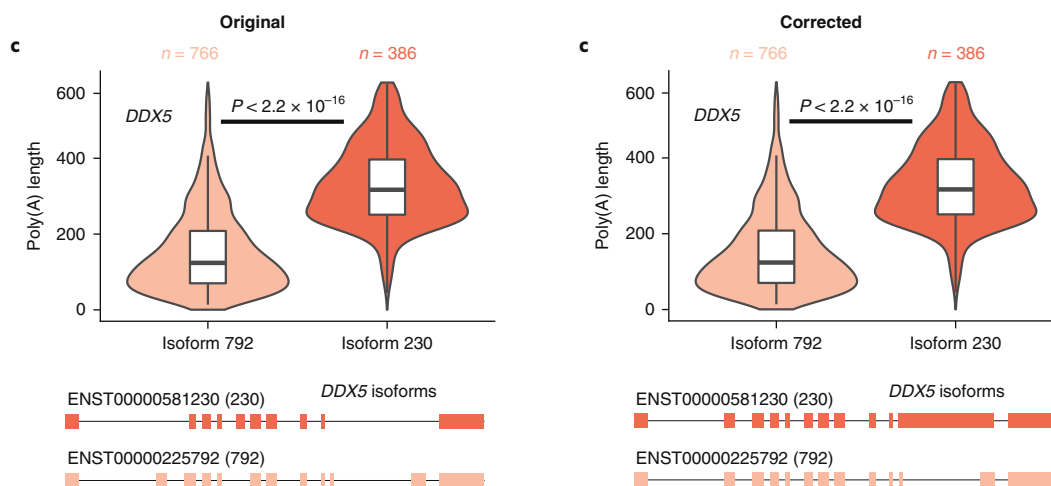 Original
c
n = 766
n = 386
600
400
200
0
Poly(A) length
DDX5
P < 2.2 × 10⁻¹⁶
Isoform 792
Isoform 230
DDX5 isoforms
ENST00000581230 (230)
ENST00000225792 (792)
Corrected
c
n = 766
n = 386
600
400
200
0
Poly(A) length
DDX5
P < 2.2 × 10⁻¹⁶
Isoform 792
Isoform 230
DDX5 isoforms
ENST00000581230 (230)
ENST00000225792 (792)